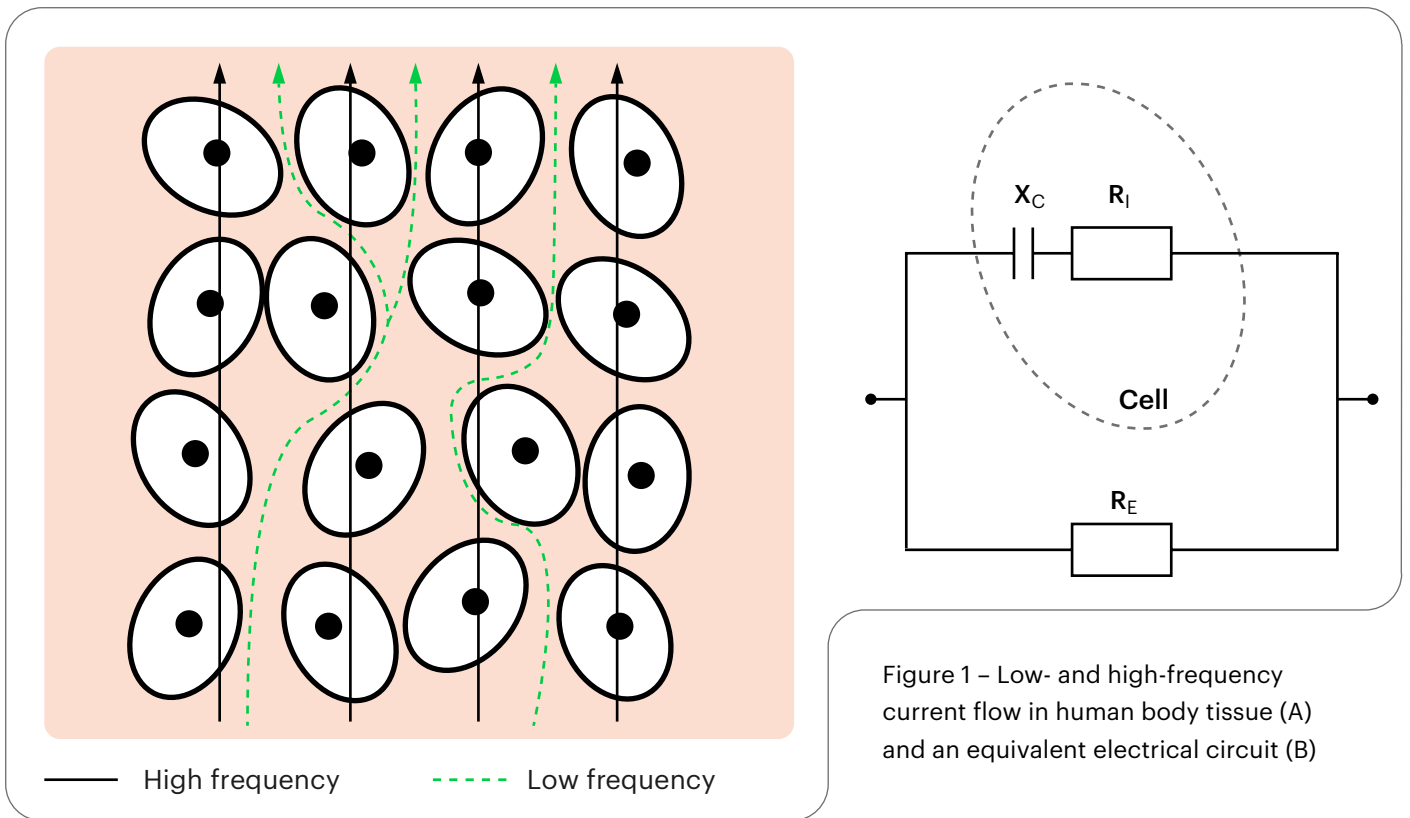 X_C
R_I
Cell
R_E
High frequency
Low frequency
Figure 1 – Low- and high-frequency
current flow in human body tissue (A)
and an equivalent electrical circuit (B)